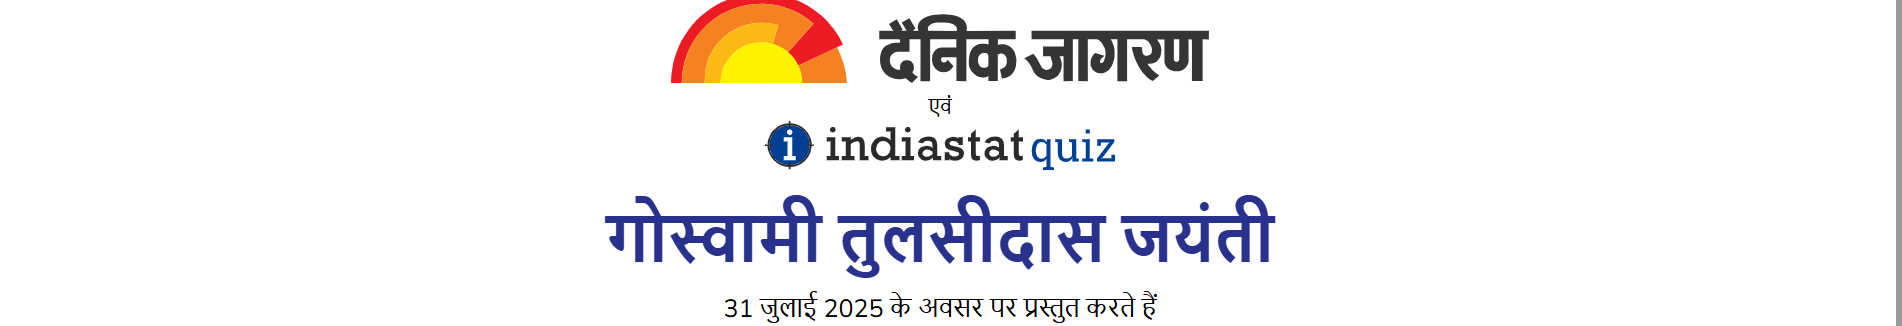 दैनिक जागरण
एवं
i indiastat quiz
गोस्वामी तुलसीदास जयंती
31 जुलाई 2025 के अवसर पर प्रस्तुत करते हैं